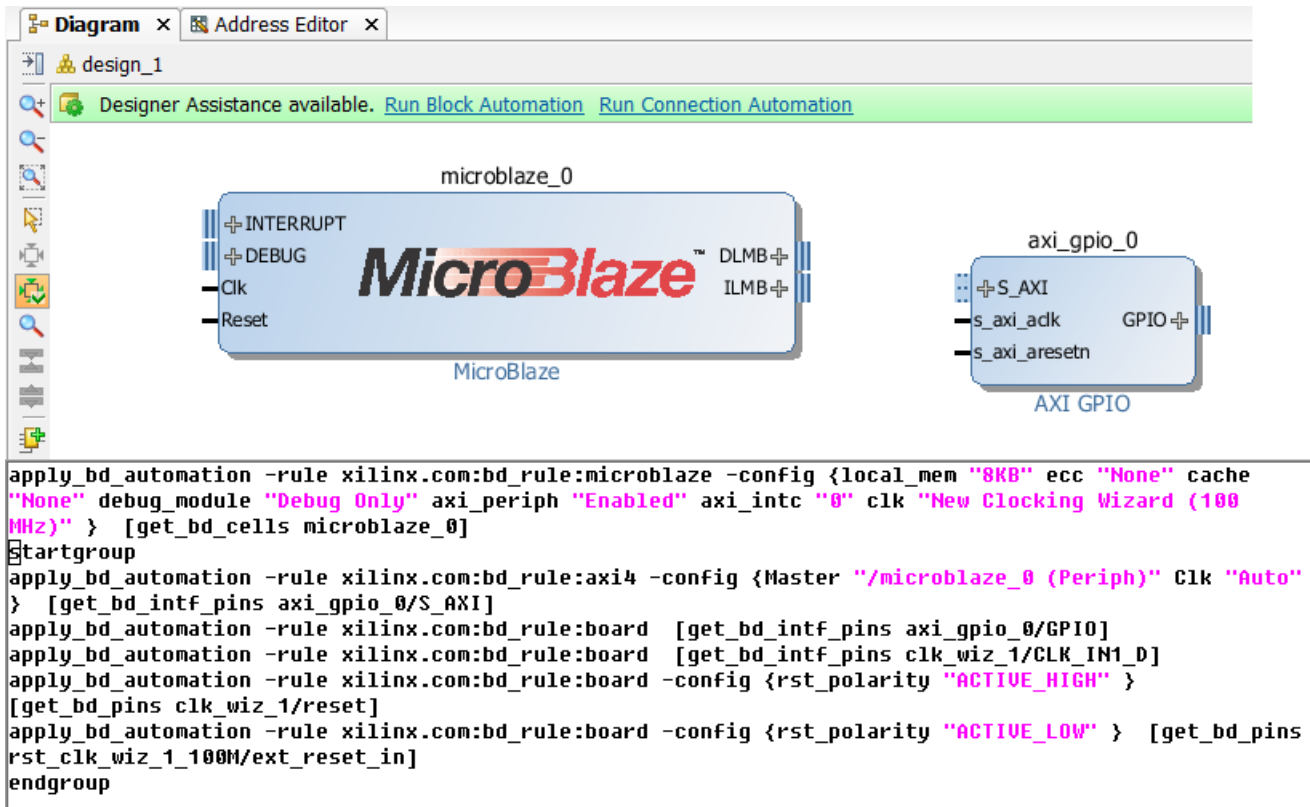 Diagram × Address Editor ×
design_1
Designer Assistance available. Run Block Automation Run Connection Automation
microblaze_0
INTERRUPT
DEBUG
Clk
Reset
MicroBlaze™
DLMB
ILMB
MicroBlaze
axi_gpio_0
S_AXI
s_axi_aclk
s_axi_aresetn
GPIO
AXI GPIO
apply_bd_automation -rule xilinx.com:bd_rule:microblaze -config {local_mem "8KB" ecc "None" cache
"None" debug_module "Debug Only" axi_periph "Enabled" axi_intc "0" clk "New Clocking Wizard (100
MHz)" }  [get_bd_cells microblaze_0]
startgroup
apply_bd_automation -rule xilinx.com:bd_rule:axi4 -config {Master "/microblaze_0 (Periph)" Clk "Auto"
}  [get_bd_intf_pins axi_gpio_0/S_AXI]
apply_bd_automation -rule xilinx.com:bd_rule:board  [get_bd_intf_pins axi_gpio_0/GPIO]
apply_bd_automation -rule xilinx.com:bd_rule:board  [get_bd_intf_pins clk_wiz_1/CLK_IN1_D]
apply_bd_automation -rule xilinx.com:bd_rule:board -config {rst_polarity "ACTIVE_HIGH" }
[get_bd_pins clk_wiz_1/reset]
apply_bd_automation -rule xilinx.com:bd_rule:board -config {rst_polarity "ACTIVE_LOW" }  [get_bd_pins
rst_clk_wiz_1_100M/ext_reset_in]
endgroup